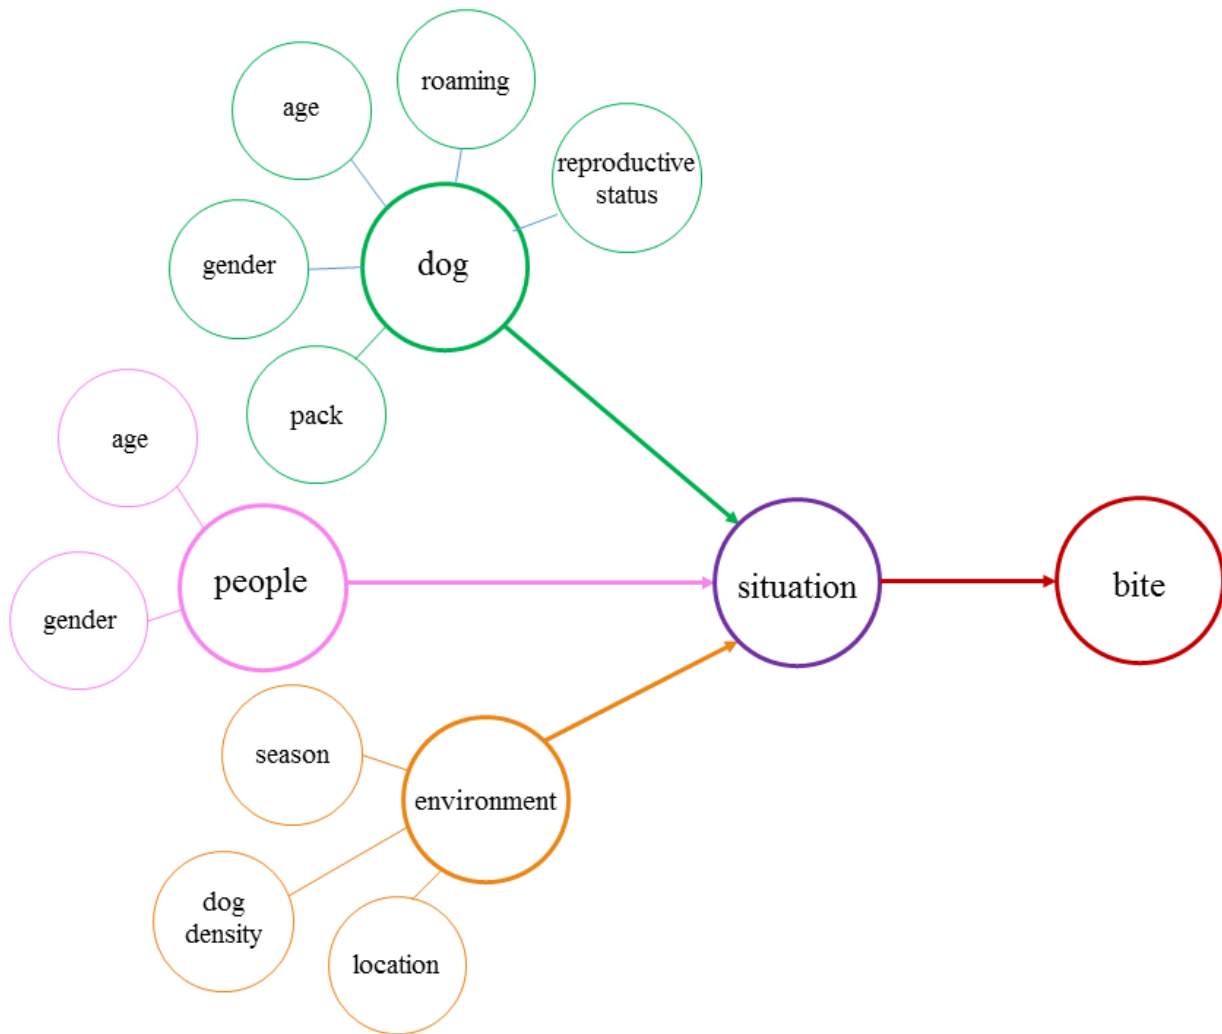 roaming
age
reproductive
status
gender
dog
pack
age
people
gender
situation
bite
season
environment
dog
density
location